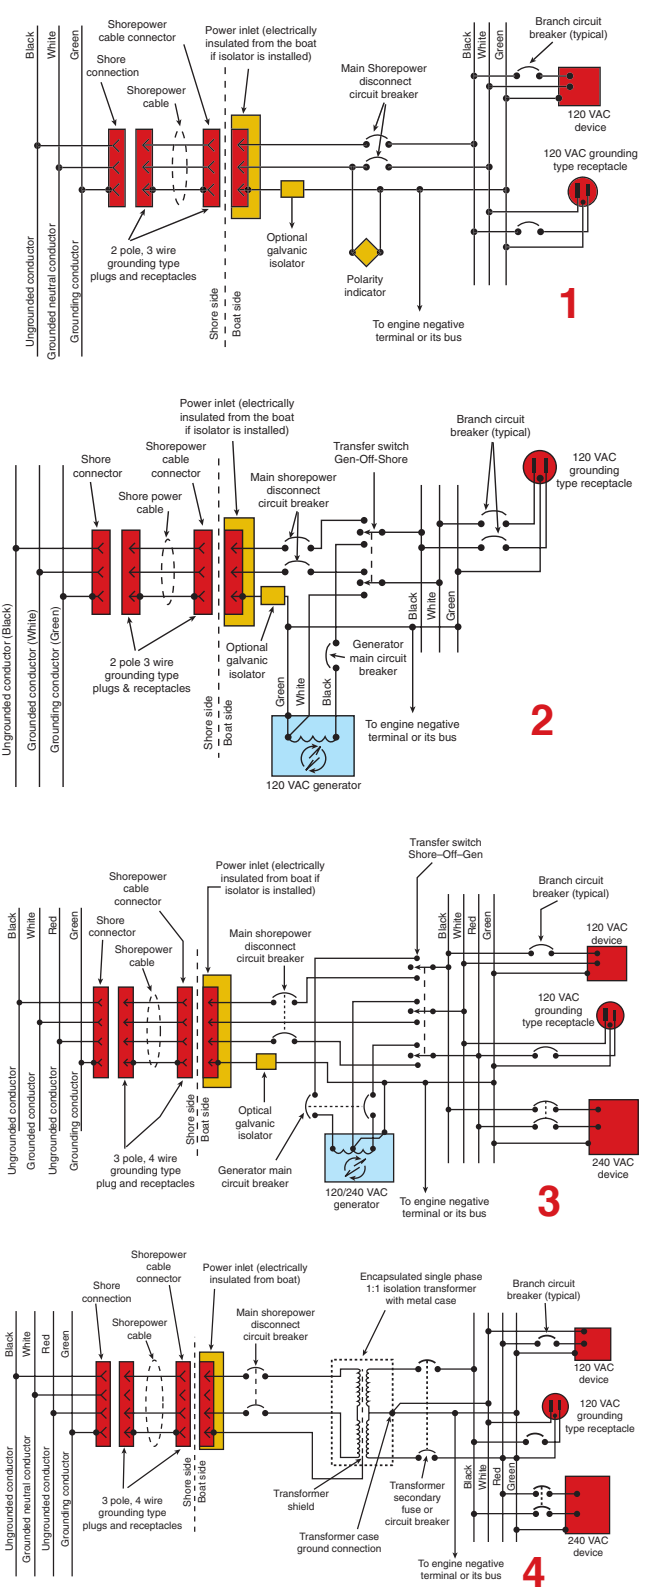 Shorepower
cable connector
Power inlet (electrically
insulated from the boat
if isolator is installed)
Branch circuit
breaker (typical)
Black
White
Green
Shore
connection
Shorepower
cable
Main Shorepower
disconnect
circuit breaker
Black
White
Green
120 VAC
device
120 VAC grounding
type receptacle
Ungrounded conductor
Grounded neutral conductor
Grounding conductor
2 pole, 3 wire
grounding type
plugs and receptacles
Shore side
Boat side
Optional
galvanic
isolator
Polarity
indicator
To engine negative
terminal or its bus
1
Power inlet (electrically
insulated from the boat
if isolator is installed)
Shore
connector
Shorepower
cable
connector
Shore power
cable
Main shorepower
disconnect
circuit breaker
Transfer switch
Gen-Off-Shore
Branch circuit
breaker (typical)
120 VAC
grounding
type receptacle
Ungrounded conductor (Black)
Grounded conductor (White)
Grounding conductor (Green)
2 pole 3 wire
grounding type
plugs & receptacles
Shore side
Boat side
Optional
galvanic
isolator
Green
White
Black
Generator
main circuit
breaker
Black
White
Green
To engine negative
terminal or its bus
120 VAC generator
2
Transfer switch
Shore–Off–Gen
Shorepower
cable
connector
Power inlet (electrically
insulated from boat if
isolator is installed)
Branch circuit
breaker (typical)
Black
White
Red
Green
Shore
connector
Shorepower
cable
Main shorepower
disconnect
circuit breaker
Black
White
Red
Green
120 VAC
device
120 VAC
grounding
type receptacle
Ungrounded conductor
Grounded conductor
Ungrounded conductor
Grounding conductor
3 pole, 4 wire
grounding type
plug and receptacles
Shore side
Boat side
Optical
galvanic
isolator
Generator main
circuit breaker
120/240 VAC
generator
To engine negative
terminal or its bus
240 VAC
device
3
Shorepower
cable
connector
Power inlet (electrically
insulated from boat)
Encapsulated single phase
1:1 isolation transformer
with metal case
Branch circuit
breaker (typical)
Black
White
Red
Green
Shore
connection
Shorepower
cable
Main shorepower
disconnect
circuit breaker
120 VAC
device
120 VAC
grounding
type receptacle
Ungrounded conductor
Grounded neutral conductor
Ungrounded conductor
Grounding conductor
3 pole, 4 wire
grounding type
plugs and receptacles
Shore side
Boat side
Transformer
shield
Transformer case
ground connection
Transformer
secondary
fuse or
circuit breaker
Black
White
Red
Green
To engine negative
terminal or its bus
240 VAC
device
4